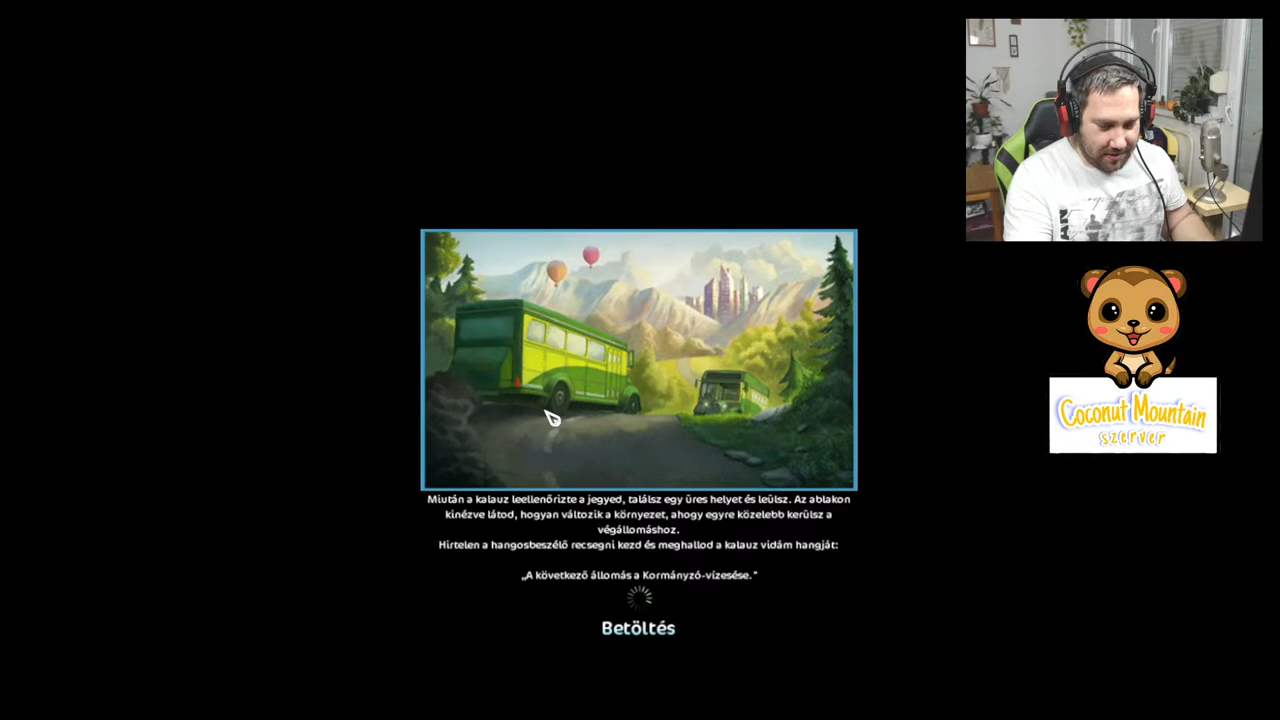 Miután a kalauz leellenőrizte a jegyed, találsz egy üres helyet és leülsz. Az ablakon
kinézve látod, hogyan változik a környezet, ahogy egyre közelebb kerülsz a
végállomáshoz.
Hirtelen a hangosbeszélő recsegni kezd és meghallod a kalauz vidám hangját:
„A következő állomás a Kormányzó-vízesése."
Betöltés
Coconut Mountain
szerver